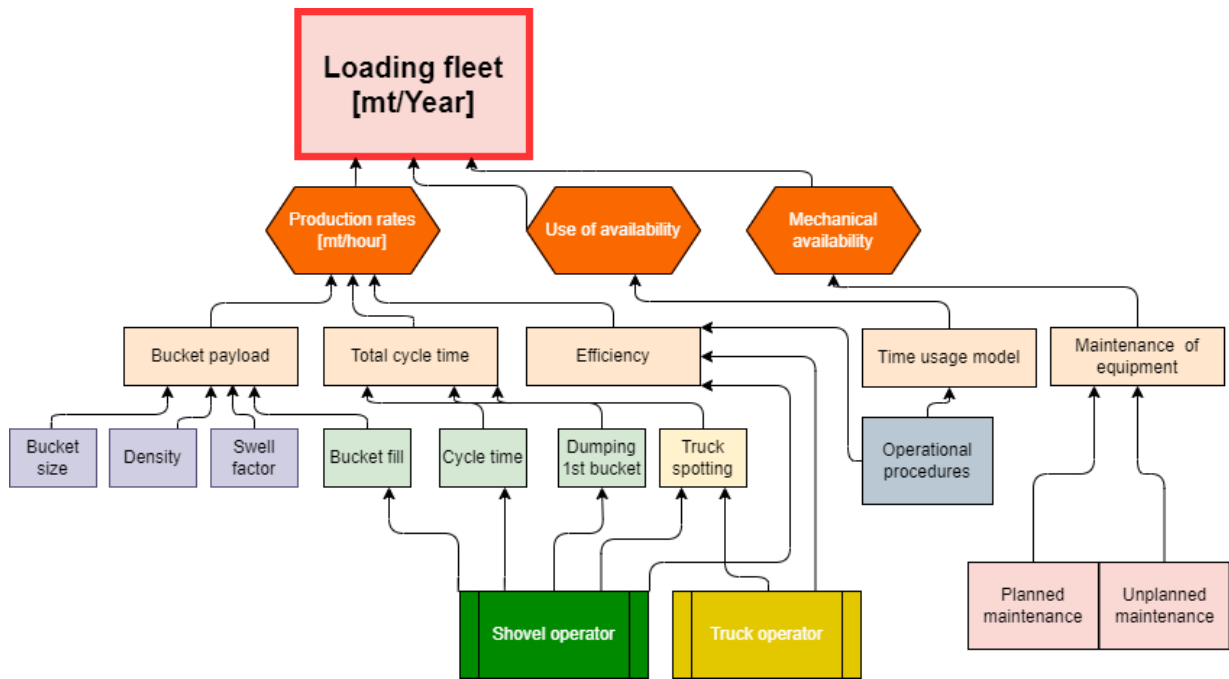 Loading fleet
[mt/Year]
Production rates
[mt/hour]
Use of availability
Mechanical
availability
Bucket payload
Total cycle time
Efficiency
Time usage model
Maintenance of
equipment
Bucket
size
Density
Swell
factor
Bucket fill
Cycle time
Dumping
1st bucket
Truck
spotting
Operational
procedures
Planned
maintenance
Unplanned
maintenance
Shovel operator
Truck operator